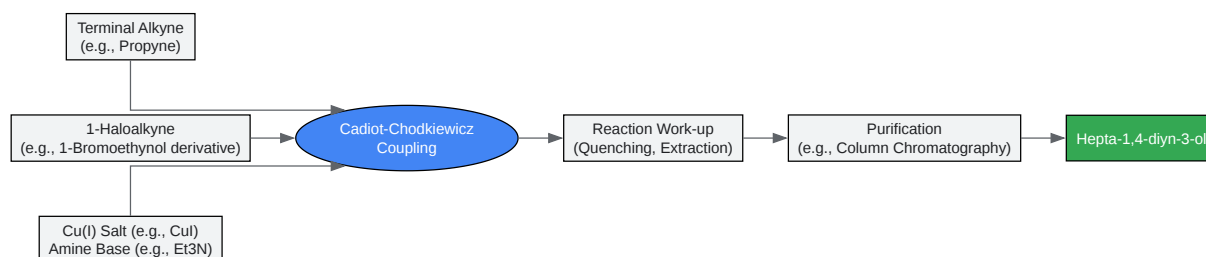 Terminal Alkyne
(e.g., Propyne)
1-Haloalkyne
(e.g., 1-Bromoethynol derivative)
Cu(I) Salt (e.g., CuI)
Amine Base (e.g., Et3N)
Cadiot-Chodkiewicz
Coupling
Reaction Work-up
(Quenching, Extraction)
Purification
(e.g., Column Chromatography)
Hepta-1,4-diyn-3-ol